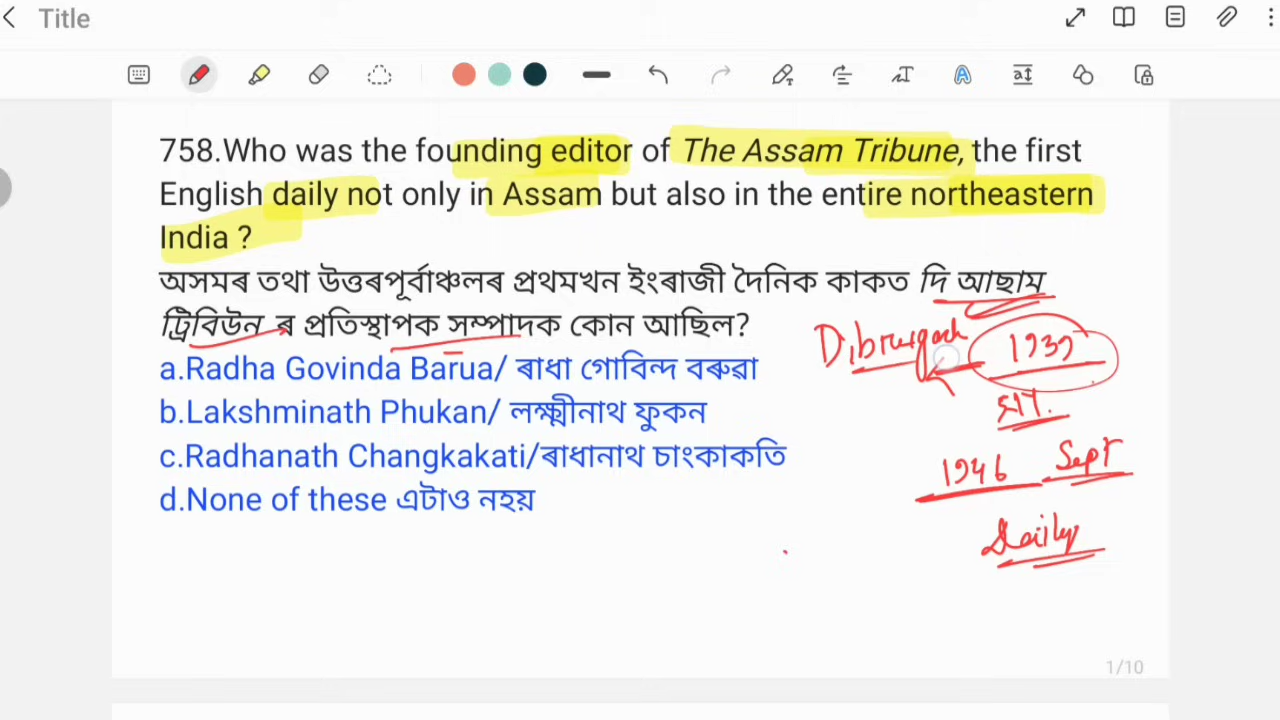 Title
758.Who was the founding editor of The Assam Tribune, the first
English daily not only in Assam but also in the entire northeastern
India ?
অসমৰ তথা উত্তৰপূৰ্বাঞ্চলৰ প্ৰথমখন ইংৰাজী দৈনিক কাকত দি আছাম
ট্ৰিবিউন ৰ প্ৰতিস্থাপক সম্পাদক কোন আছিল?
a.Radha Govinda Barua/ ৰাধা গোবিন্দ বৰুৱা
b.Lakshminath Phukan/ লক্ষ্মীনাথ ফুকন
c.Radhanath Changkakati/ৰাধানাথ চাংকাকতি
d.None of these এটাও নহয়
1939
1946 Sept
Daily
1/10